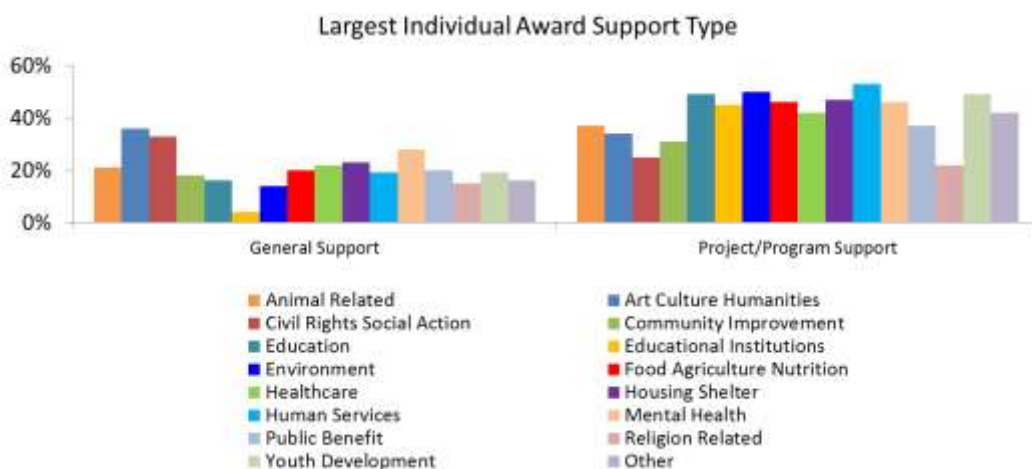 Largest Individual Award Support Type
60%
40%
20%
0%
General Support Project/Program Support
Animal Related Art Culture Humanities
Civil Rights Social Action Community Improvement
Education Educational Institutions
Environment Food Agriculture Nutrition
Healthcare Housing Shelter
Human Services Mental Health
Public Benefit Religion Related
Youth Development Other